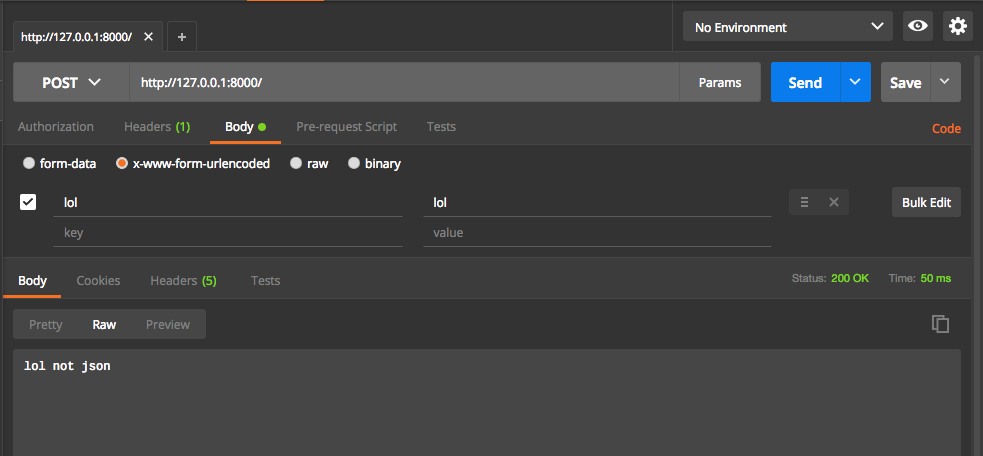 http://127.0.0.1:8000/
No Environment
POST http://127.0.0.1:8000/ Params Send Save
Authorization Headers (1) Body Pre-request Script Tests Code
form-data x-www-form-urlencoded raw binary
lol lol Bulk Edit
key value
Body Cookies Headers (5) Tests Status: 200 OK Time: 50 ms
Pretty Raw Preview
lol not json